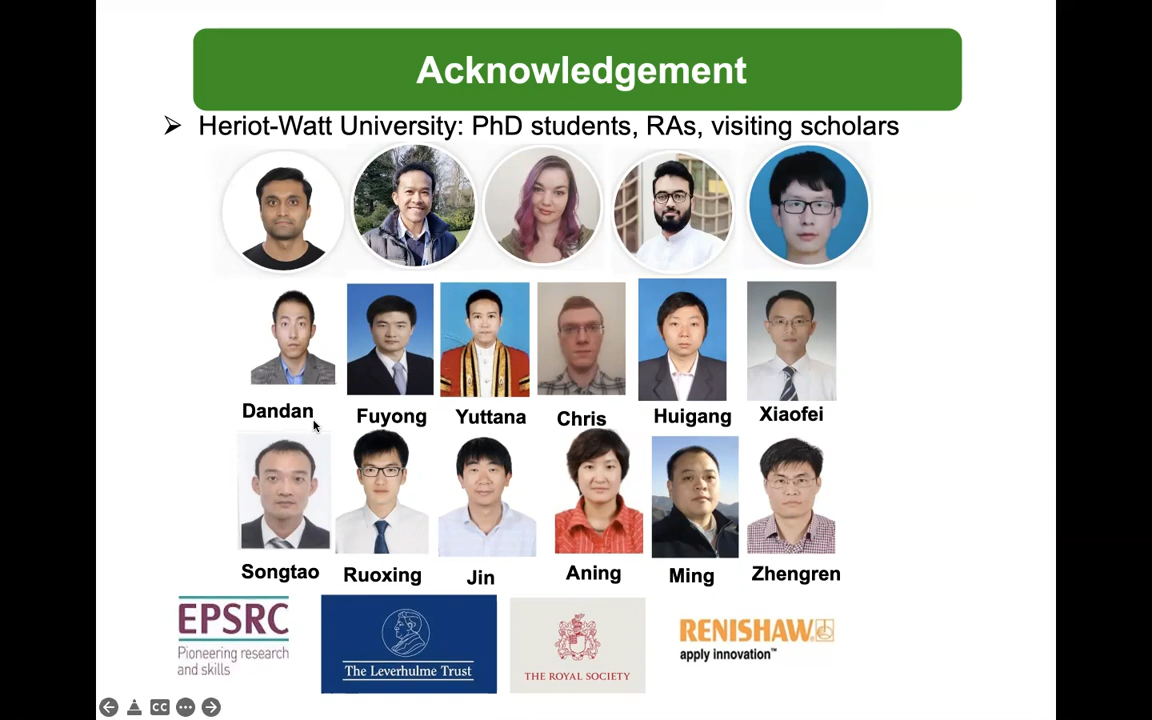 Acknowledgement
➢ Heriot-Watt University: PhD students, RAs, visiting scholars
Dandan Fuyong Yuttana Chris Huigang Xiaofei
Songtao Ruoxing Jin Aning Ming Zhengren
EPSRC
Pioneering research
and skills
The Leverhulme Trust
THE ROYAL SOCIETY
RENISHAW
apply innovation™
CC